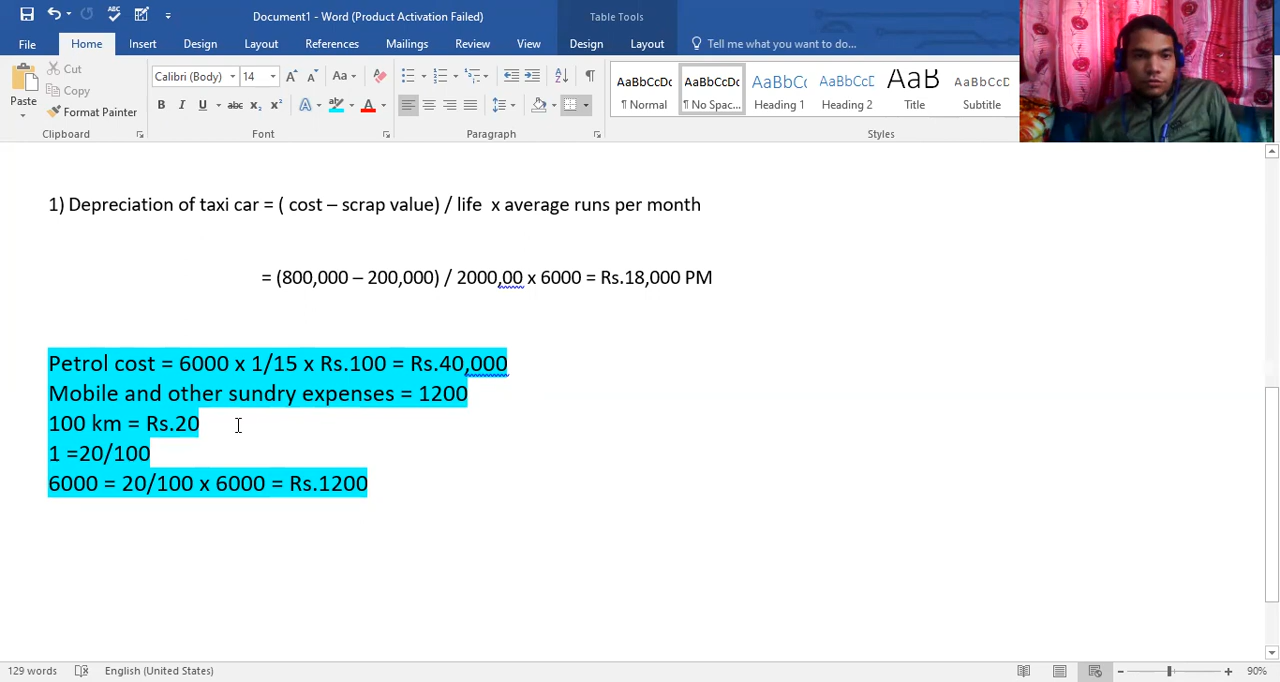 Document1 - Word (Product Activation Failed)
Table Tools
File
Home
Insert
Design
Layout
References
Mailings
Review
View
Design
Layout
Tell me what you want to do...
Paste
Cut
Copy
Format Painter
Clipboard
Calibri (Body)
14
Font
Paragraph
AaBbCcDc
¶ Normal
AaBbCcDc
¶ No Spac...
AaBbCc
Heading 1
AaBbCcD
Heading 2
AaB
Title
AaBbCcD
Subtitle
Styles
1) Depreciation of taxi car = ( cost – scrap value) / life x average runs per month
= (800,000 – 200,000) / 2000,00 x 6000 = Rs.18,000 PM
Petrol cost = 6000 x 1/15 x Rs.100 = Rs.40,000
Mobile and other sundry expenses = 1200
100 km = Rs.20
1 =20/100
6000 = 20/100 x 6000 = Rs.1200
129 words
English (United States)
90%